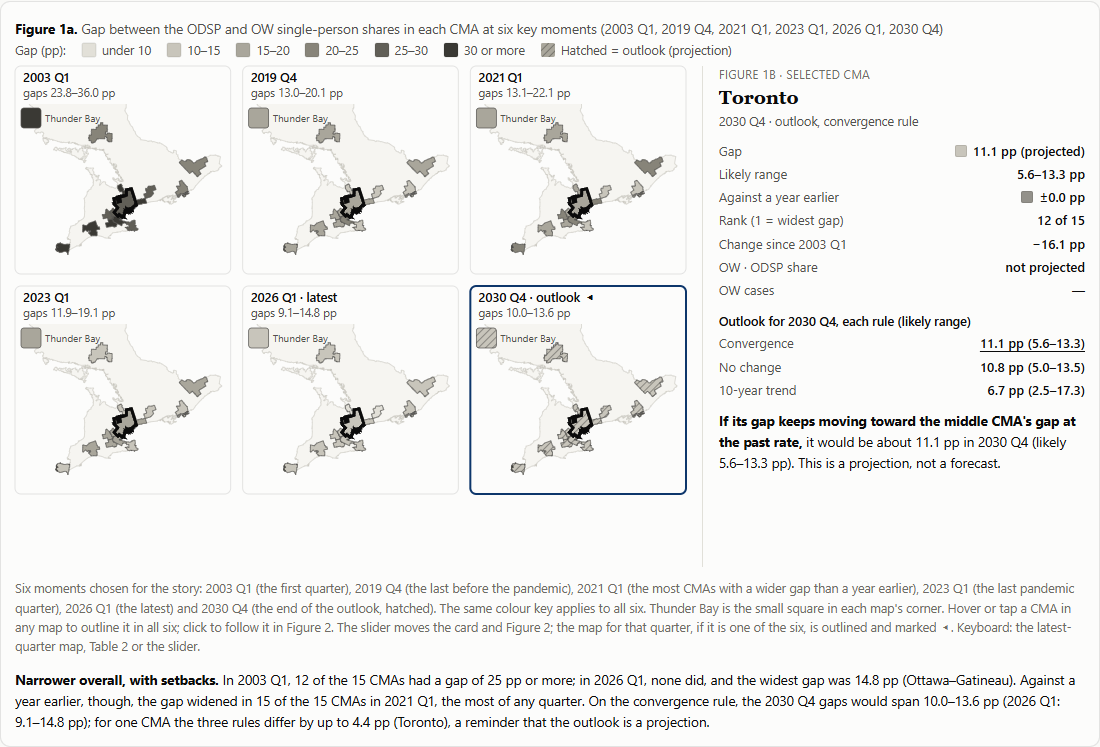 Figure 1a. Gap between the ODSP and OW single-person shares in each CMA at six key moments (2003 Q1, 2019 Q4, 2021 Q1, 2023 Q1, 2026 Q1, 2030 Q4)
Gap (pp): under 10 10–15 15–20 20–25 25–30 30 or more Hatched = outlook (projection)
2003 Q1
gaps 23.8–36.0 pp
Thunder Bay
2019 Q4
gaps 13.0–20.1 pp
Thunder Bay
2021 Q1
gaps 13.1–22.1 pp
Thunder Bay
2023 Q1
gaps 11.9–19.1 pp
Thunder Bay
2026 Q1 · latest
gaps 9.1–14.8 pp
Thunder Bay
2030 Q4 · outlook ◄
gaps 10.0–13.6 pp
Thunder Bay
FIGURE 1B · SELECTED CMA
Toronto
2030 Q4 · outlook, convergence rule
Gap 11.1 pp (projected)
Likely range 5.6–13.3 pp
Against a year earlier ±0.0 pp
Rank (1 = widest gap) 12 of 15
Change since 2003 Q1 −16.1 pp
OW · ODSP share not projected
OW cases —
Outlook for 2030 Q4, each rule (likely range)
Convergence 11.1 pp (5.6–13.3)
No change 10.8 pp (5.0–13.5)
10-year trend 6.7 pp (2.5–17.3)
If its gap keeps moving toward the middle CMA's gap at
the past rate, it would be about 11.1 pp in 2030 Q4 (likely
5.6–13.3 pp). This is a projection, not a forecast.
Six moments chosen for the story: 2003 Q1 (the first quarter), 2019 Q4 (the last before the pandemic), 2021 Q1 (the most CMAs with a wider gap than a year earlier), 2023 Q1 (the last pandemic
quarter), 2026 Q1 (the latest) and 2030 Q4 (the end of the outlook, hatched). The same colour key applies to all six. Thunder Bay is the small square in each map's corner. Hover or tap a CMA in
any map to outline it in all six; click to follow it in Figure 2. The slider moves the card and Figure 2; the map for that quarter, if it is one of the six, is outlined and marked ◄. Keyboard: the latest-
quarter map, Table 2 or the slider.
Narrower overall, with setbacks. In 2003 Q1, 12 of the 15 CMAs had a gap of 25 pp or more; in 2026 Q1, none did, and the widest gap was 14.8 pp (Ottawa–Gatineau). Against a
year earlier, though, the gap widened in 15 of the 15 CMAs in 2021 Q1, the most of any quarter. On the convergence rule, the 2030 Q4 gaps would span 10.0–13.6 pp (2026 Q1:
9.1–14.8 pp); for one CMA the three rules differ by up to 4.4 pp (Toronto), a reminder that the outlook is a projection.